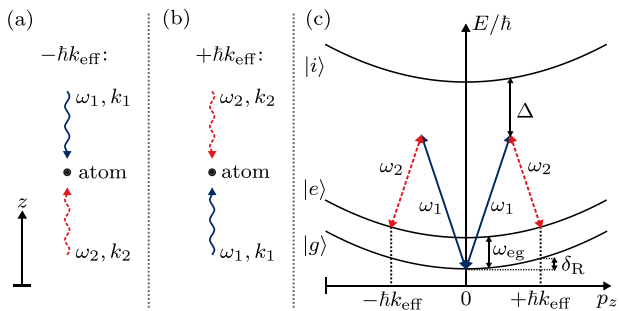 (a)
−ħk_eff:
ω₁, k₁
atom
ω₂, k₂
z
(b)
+ħk_eff:
ω₂, k₂
atom
ω₁, k₁
(c)
E/ħ
|i⟩
Δ
ω₂
ω₂
|e⟩
ω₁
ω₁
|g⟩
ω_eg
δ_R
−ħk_eff
0
+ħk_eff
p_z